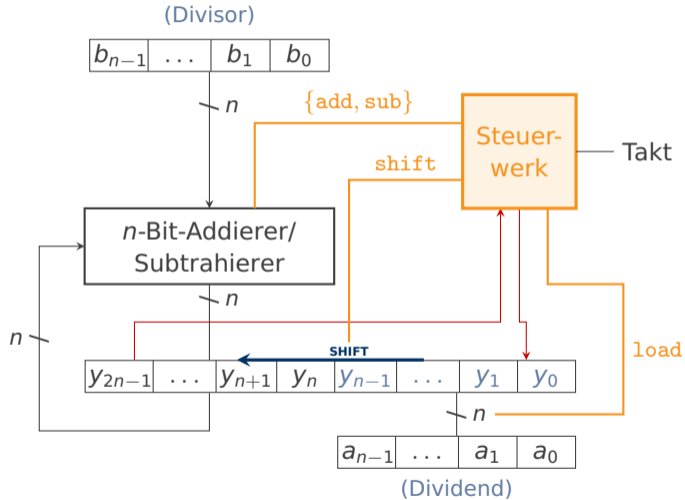 (Divisor)
bₙ₋₁ ... b₁ b₀
n
{add, sub}
Steuer-
werk
Takt
shift
n-Bit-Addierer/
Subtrahierer
n
n
SHIFT
load
y₂ₙ₋₁ ... yₙ₊₁ yₙ yₙ₋₁ ... y₁ y₀
n
aₙ₋₁ ... a₁ a₀
(Dividend)